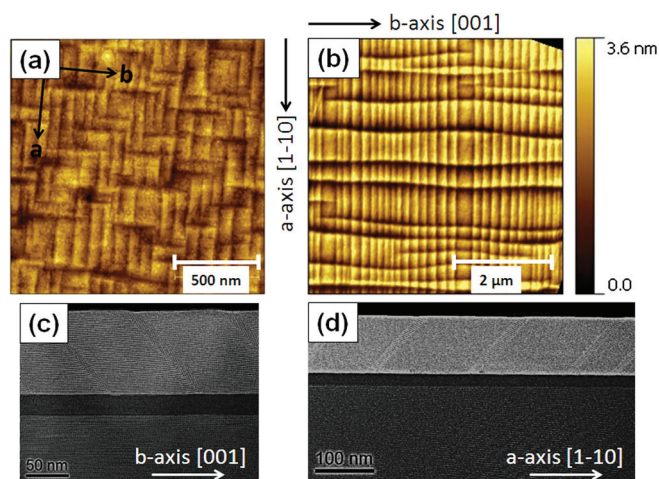 b-axis [001]
(a)
b
a
500 nm
a-axis [1-10]
(b)
2 µm
3.6 nm
0.0
(c)
50 nm
b-axis [001]
(d)
100 nm
a-axis [1-10]